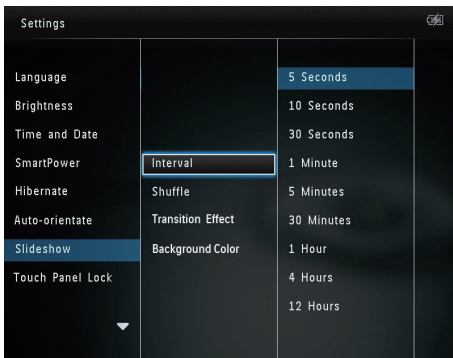 Settings
Language
Brightness
Time and Date
SmartPower
Hibernate
Auto-orientate
Slideshow
Touch Panel Lock
Interval
Shuffle
Transition Effect
Background Color
5 Seconds
10 Seconds
30 Seconds
1 Minute
5 Minutes
30 Minutes
1 Hour
4 Hours
12 Hours